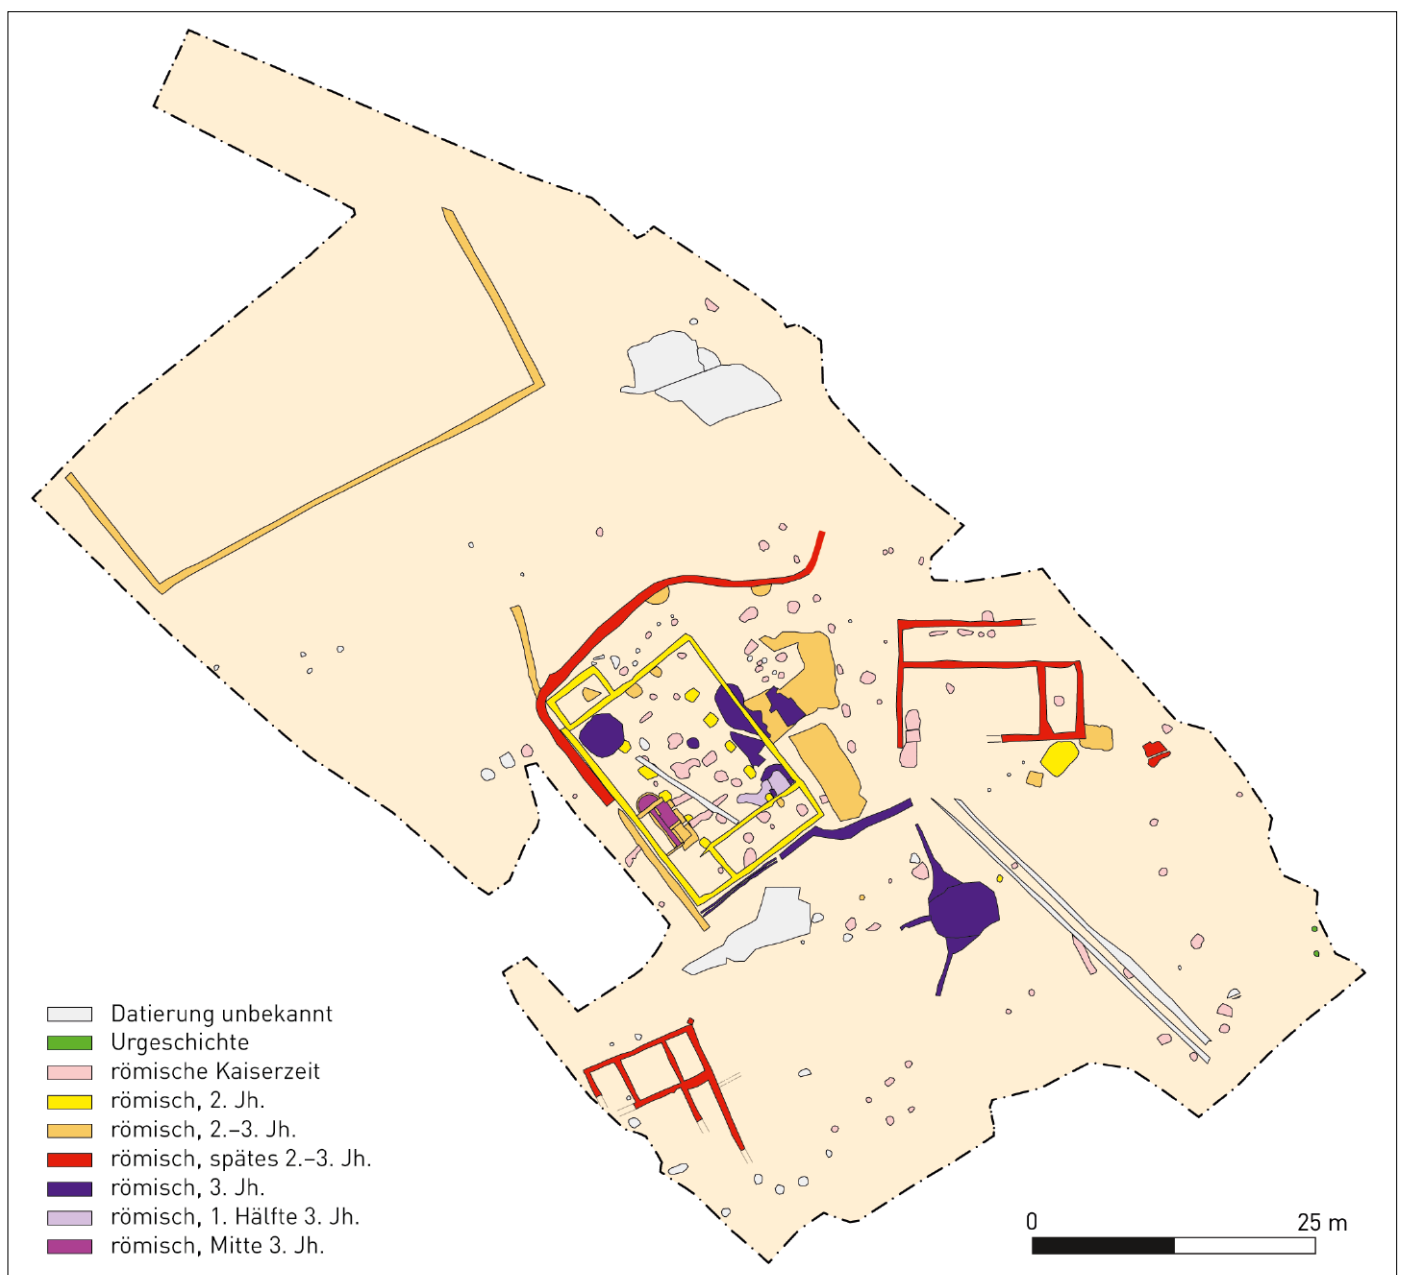 Datierung unbekannt
Urgeschichte
römische Kaiserzeit
römisch, 2. Jh.
römisch, 2.–3. Jh.
römisch, spätes 2.–3. Jh.
römisch, 3. Jh.
römisch, 1. Hälfte 3. Jh.
römisch, Mitte 3. Jh.
0 25 m